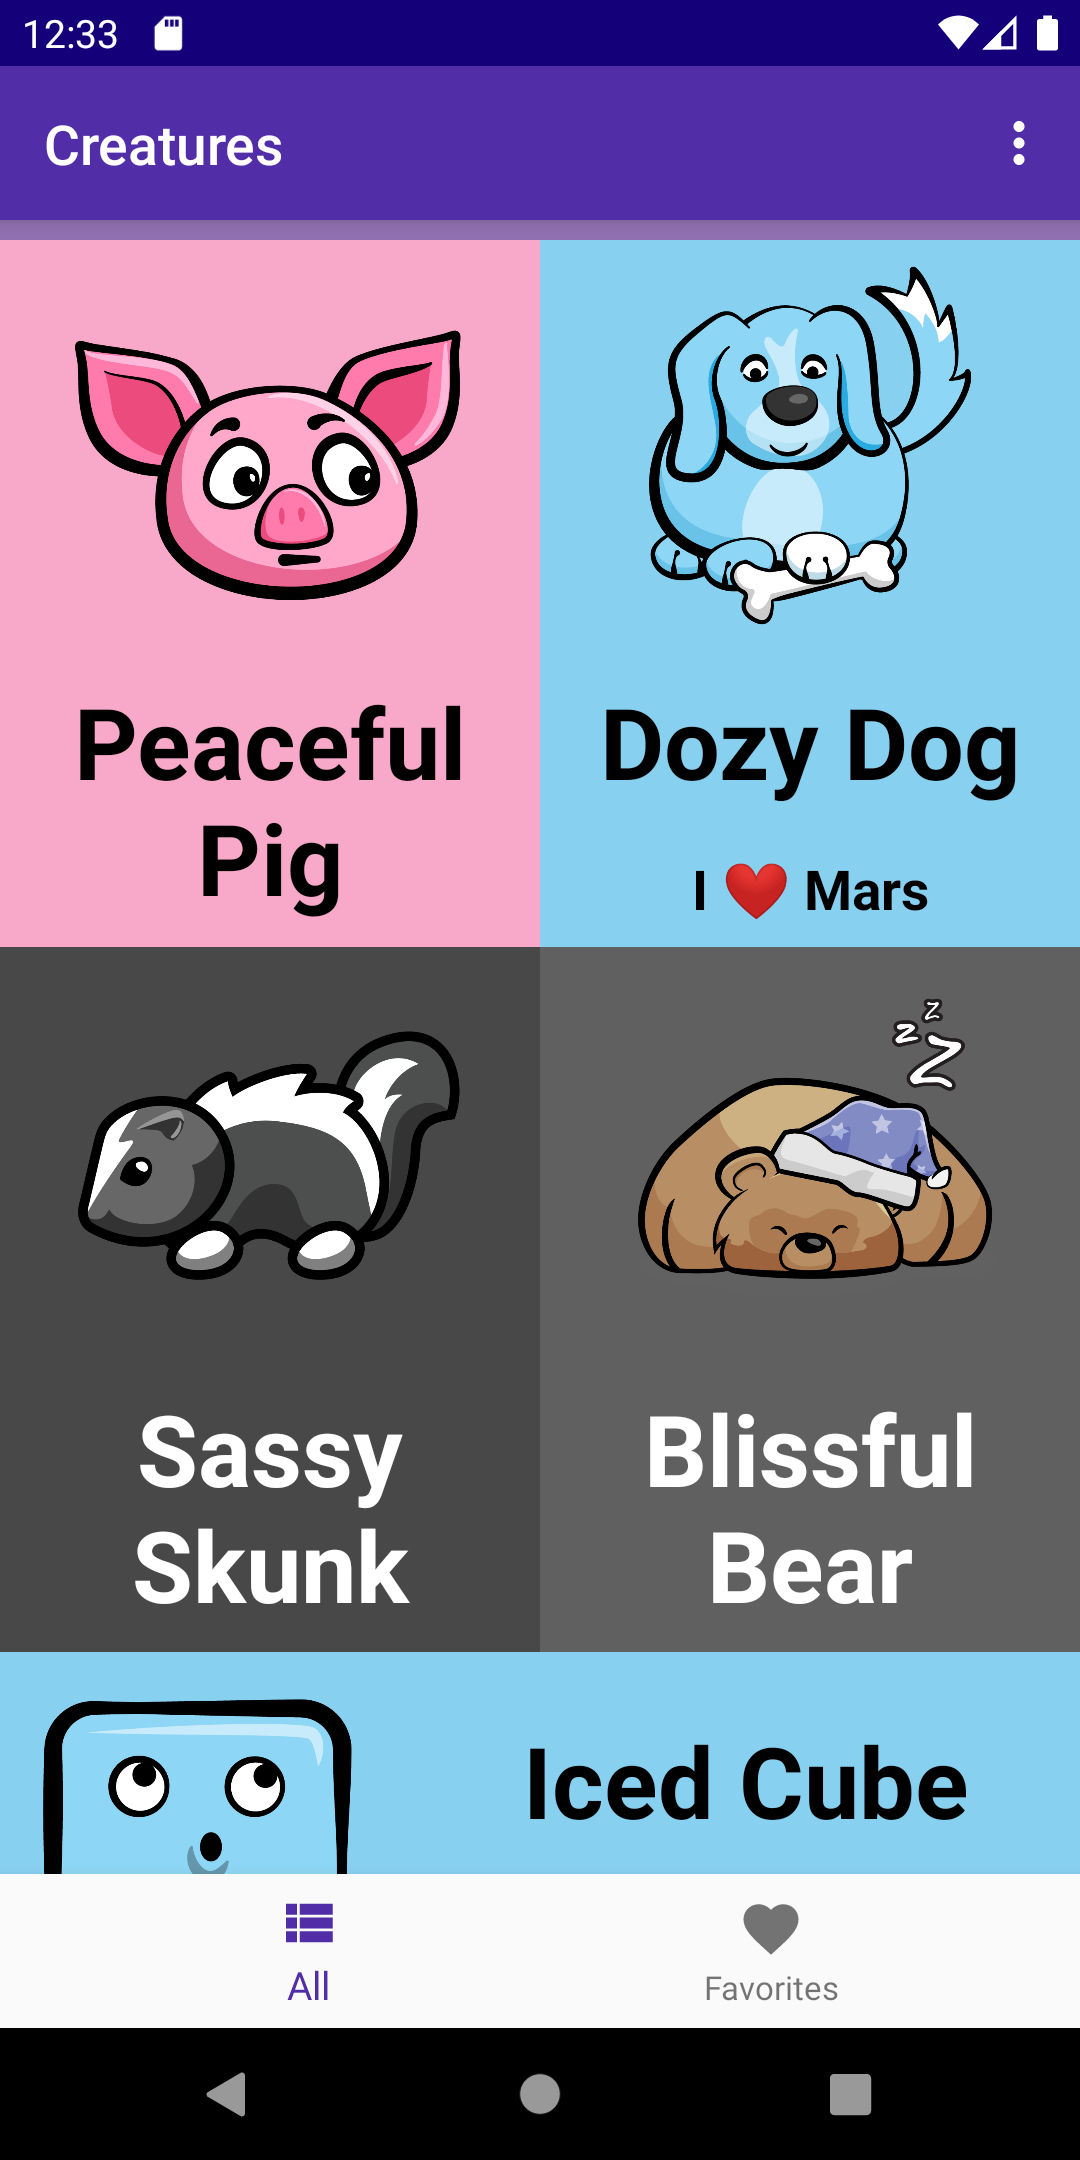 12:33
Creatures
Peaceful
Pig
Dozy Dog
I ❤️ Mars
z
z
Z
Sassy
Skunk
Blissful
Bear
Iced Cube
All
Favorites